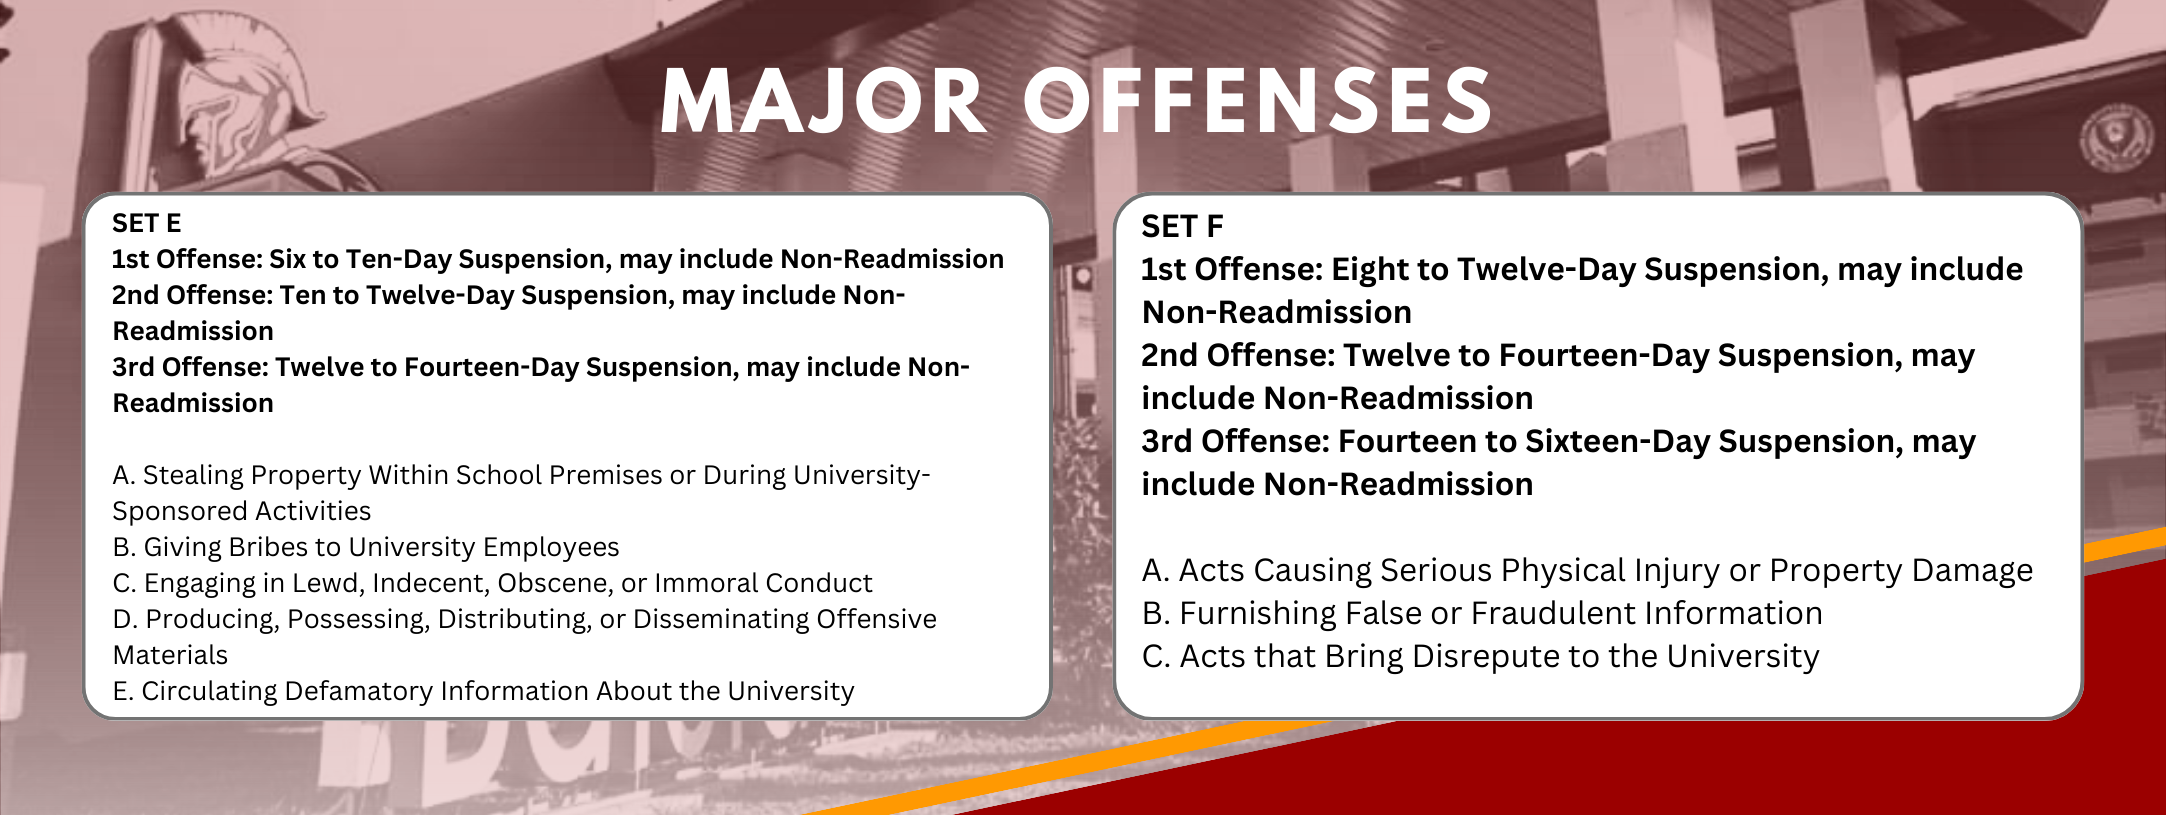 MAJOR OFFENSES
SET E
1st Offense: Six to Ten-Day Suspension, may include Non-Readmission
2nd Offense: Ten to Twelve-Day Suspension, may include Non-
Readmission
3rd Offense: Twelve to Fourteen-Day Suspension, may include Non-
Readmission
A. Stealing Property Within School Premises or During University-
Sponsored Activities
B. Giving Bribes to University Employees
C. Engaging in Lewd, Indecent, Obscene, or Immoral Conduct
D. Producing, Possessing, Distributing, or Disseminating Offensive
Materials
E. Circulating Defamatory Information About the University
SET F
1st Offense: Eight to Twelve-Day Suspension, may include
Non-Readmission
2nd Offense: Twelve to Fourteen-Day Suspension, may
include Non-Readmission
3rd Offense: Fourteen to Sixteen-Day Suspension, may
include Non-Readmission
A. Acts Causing Serious Physical Injury or Property Damage
B. Furnishing False or Fraudulent Information
C. Acts that Bring Disrepute to the University